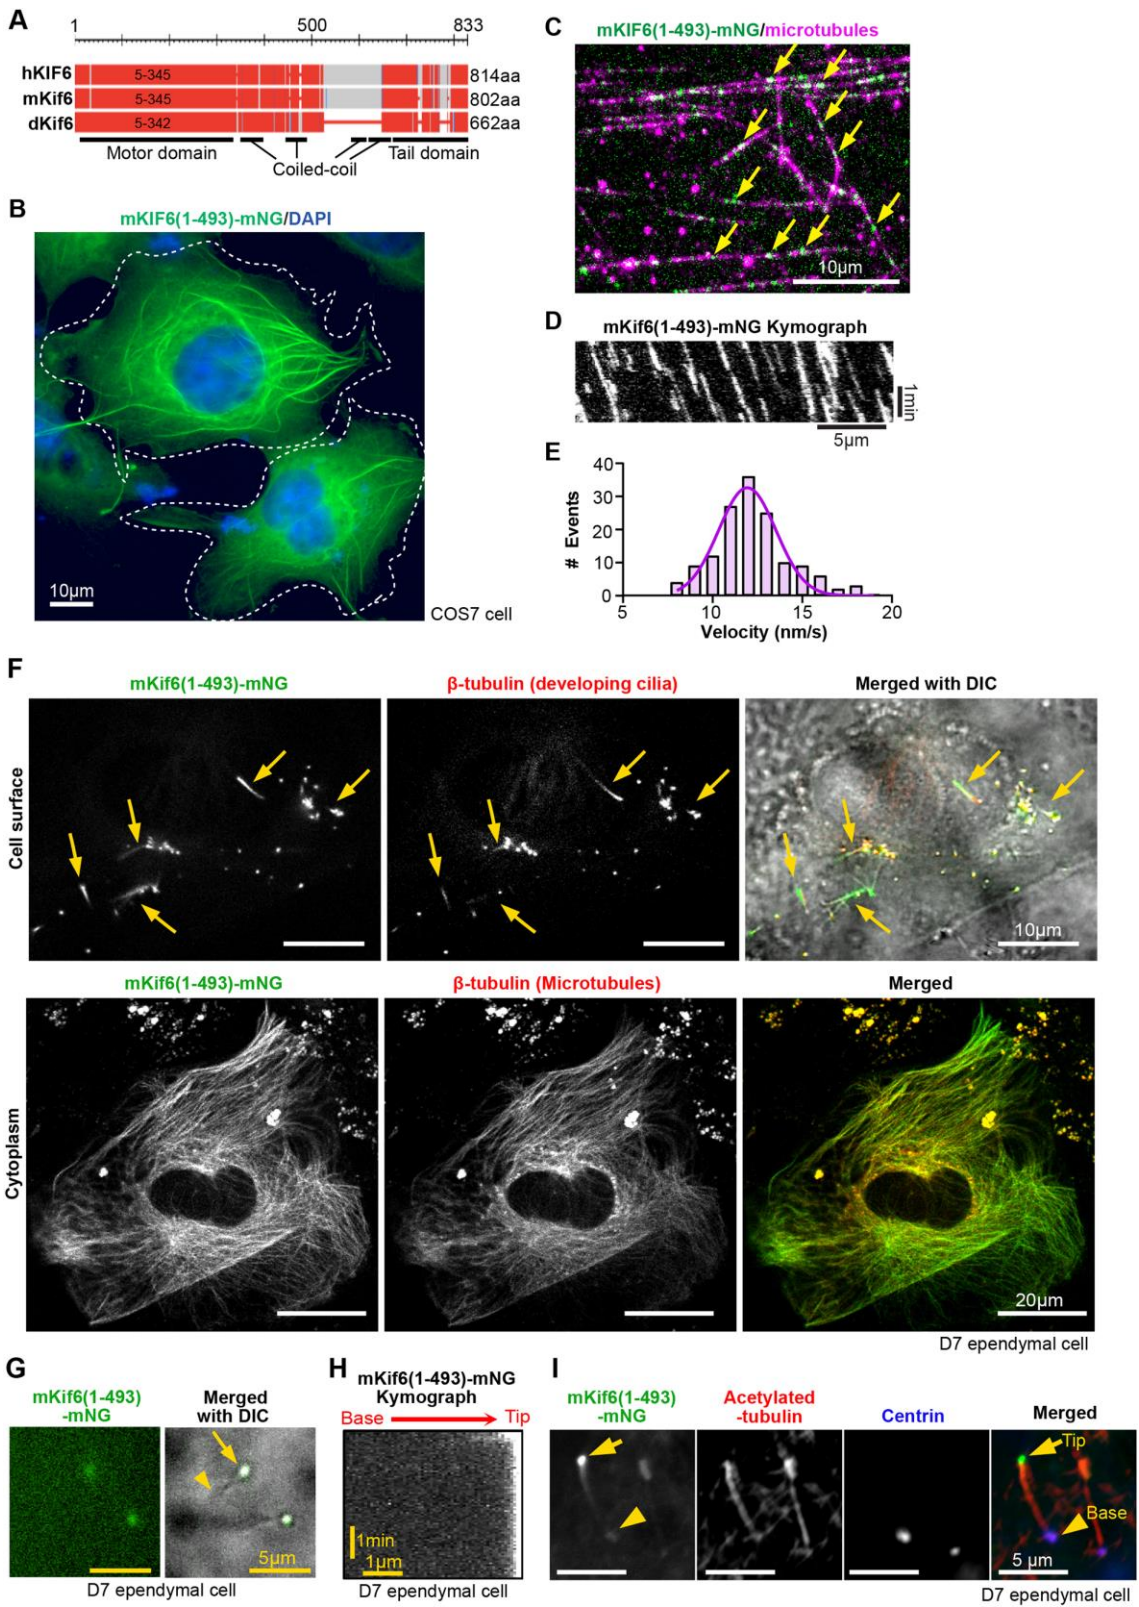 A
1 500 833
hKIF6 5-345 814aa
mKif6 5-345 802aa
dKif6 5-342 662aa
Motor domain Coiled-coil Tail domain
B
mKIF6(1-493)-mNG/DAPI
10µm
COS7 cell
C
mKIF6(1-493)-mNG/microtubules
10µm
D
mKif6(1-493)-mNG Kymograph
1min
5µm
E
40
30
20
10
0
# Events
5 10 15 20
Velocity (nm/s)
F
mKif6(1-493)-mNG β-tubulin (developing cilia) Merged with DIC
Cell surface
10µm
mKif6(1-493)-mNG β-tubulin (Microtubules) Merged
Cytoplasm
20µm
D7 ependymal cell
G
mKif6(1-493)
-mNG
Merged
with DIC
5µm
D7 ependymal cell
H
mKif6(1-493)-mNG
Kymograph
Base Tip
1min
1µm
D7 ependymal cell
I
mKif6(1-493)
-mNG
Acetylated
-tubulin
Centrin
Merged
Tip
Base
5 µm
D7 ependymal cell